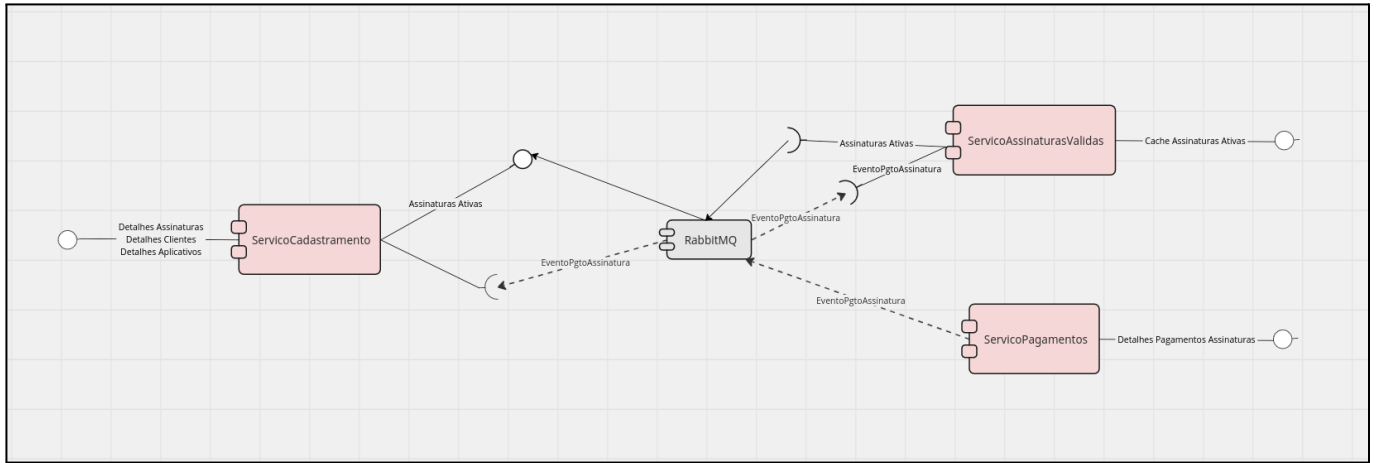 Assinaturas Ativas
EventoPgtoAssinatura
ServicoAssinaturasValidas
Cache Assinaturas Ativas
Assinaturas Ativas
EventoPgtoAssinatura
Detalhes Assinaturas
Detalhes Clientes
Detalhes Aplicativos
ServicoCadastramento
RabbitMQ
EventoPgtoAssinatura
EventoPgtoAssinatura
ServicoPagamentos
Detalhes Pagamentos Assinaturas